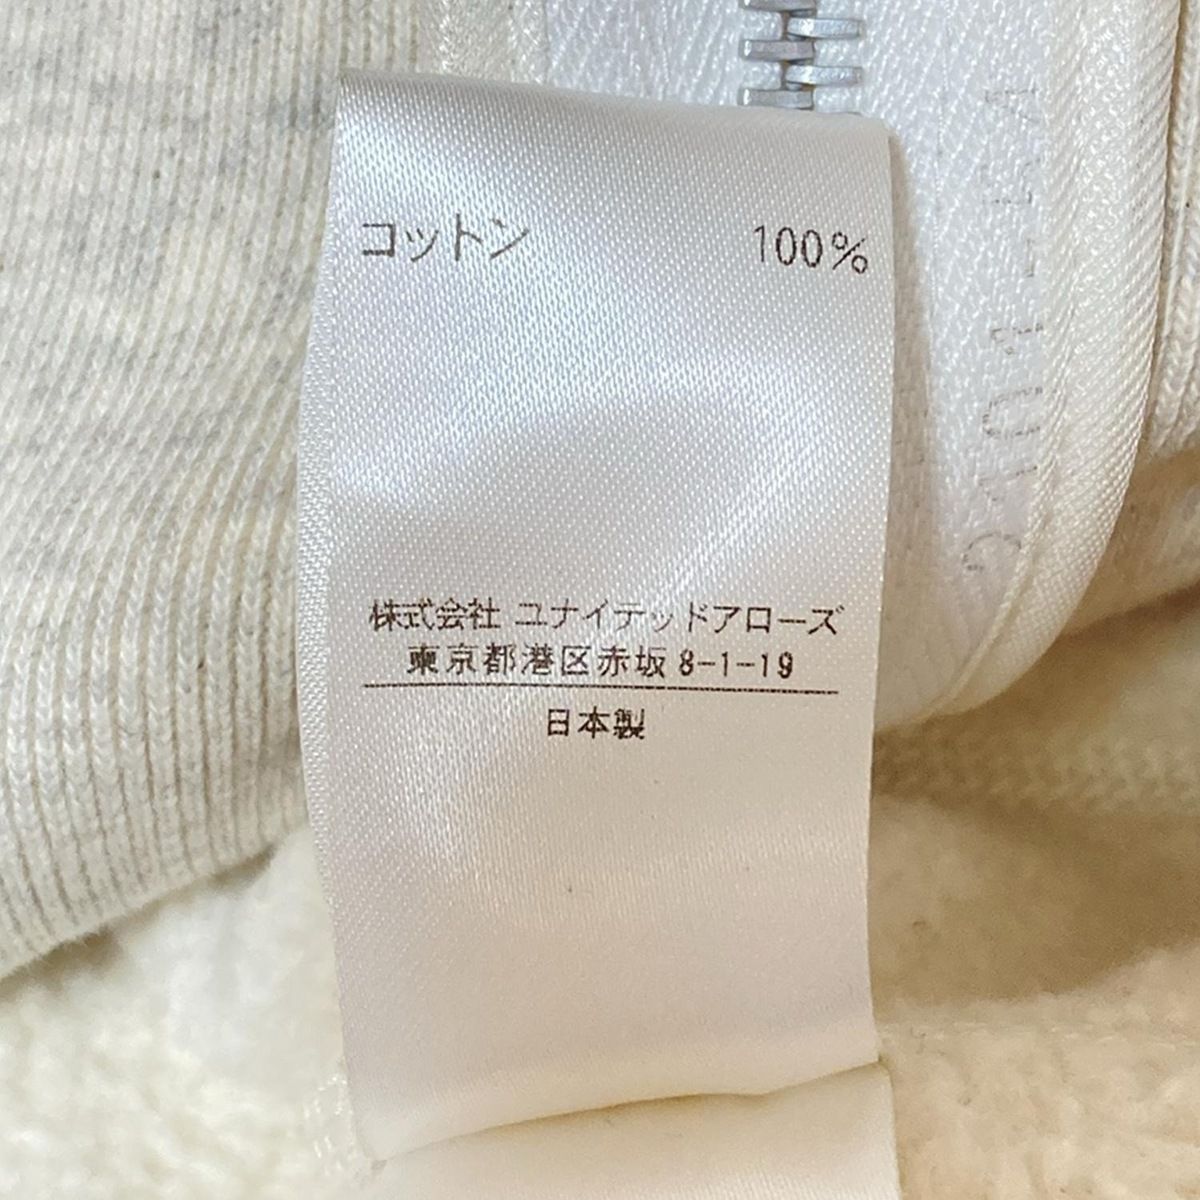 コットン 100%
株式会社 ユナイテッドアローズ
東京都港区赤坂8-1-19
日本製